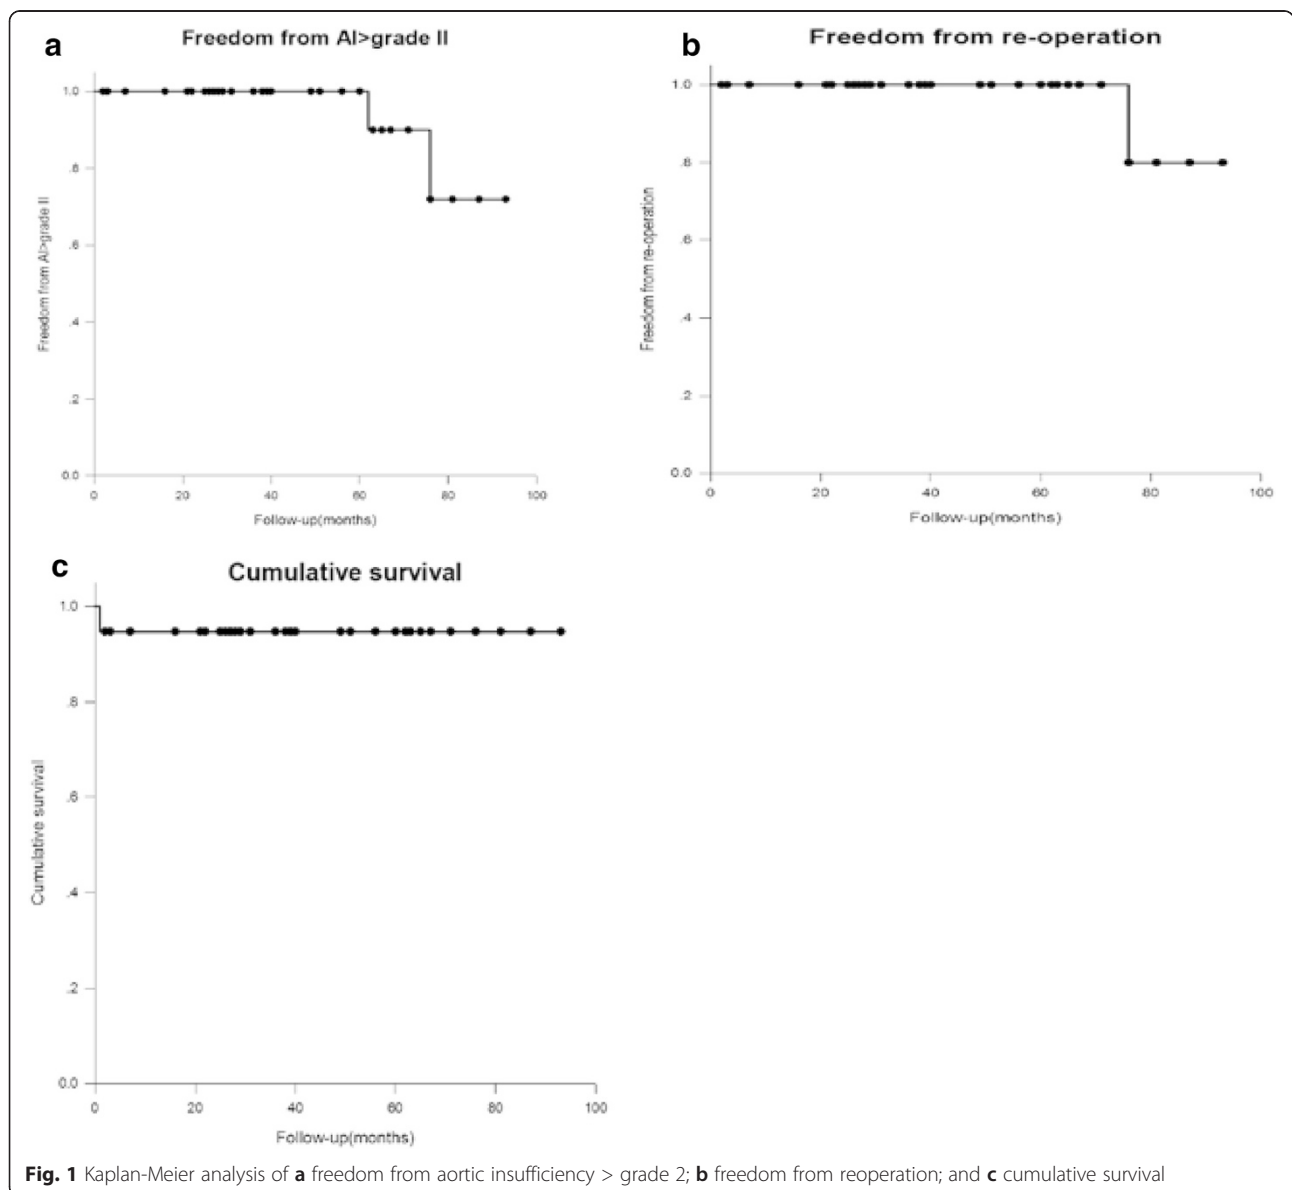 a
Freedom from AI>grade II
1.0
.8
.6
.4
.2
0.0
Freedom from AI>grade II
0 20 40 60 80 100
Follow-up(months)
b
Freedom from re-operation
1.0
.8
.6
.4
.2
0.0
Freedom from re-operation
0 20 40 60 80 100
Follow-up(months)
c
Cumulative survival
1.0
.8
.6
.4
.2
0.0
Cumulative survival
0 20 40 60 80 100
Follow-up(months)
Fig. 1 Kaplan-Meier analysis of a freedom from aortic insufficiency > grade 2; b freedom from reoperation; and c cumulative survival